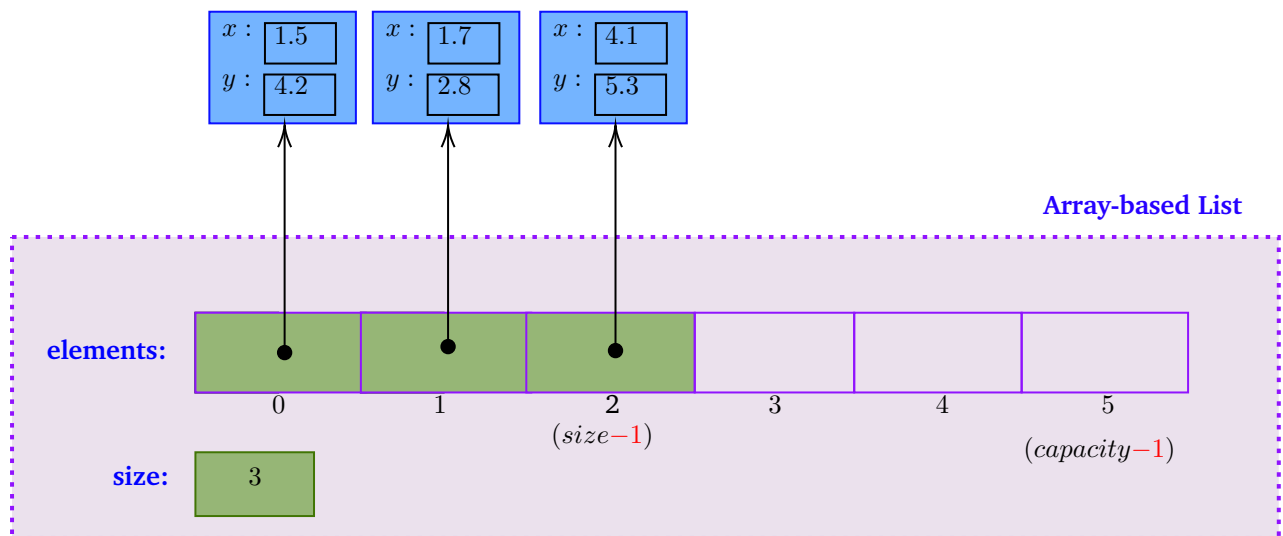 x : 1.5 x : 1.7 x : 4.1
y : 4.2 y : 2.8 y : 5.3
Array-based List
elements:
0 1 2 3 4 5
(size−1) (capacity−1)
size: 3